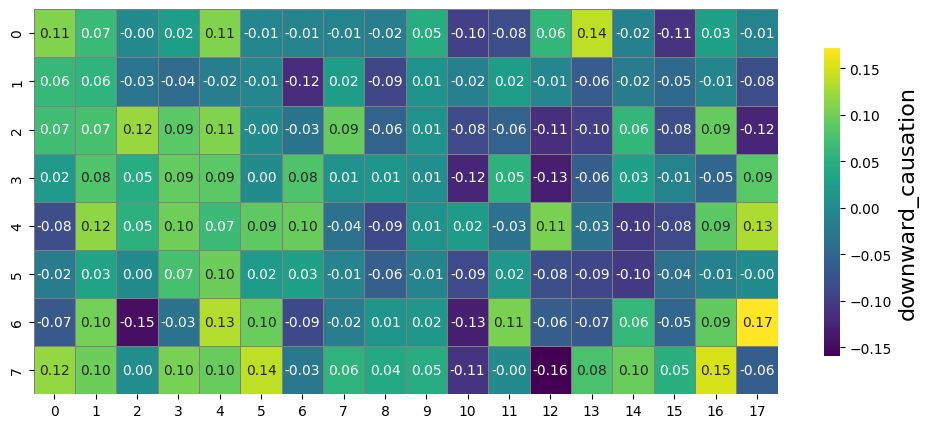 0 0.11 0.07 -0.00 0.02 0.11 -0.01 -0.01 -0.01 -0.02 0.05 -0.10 -0.08 0.06 0.14 -0.02 -0.11 0.03 -0.01
1 0.06 0.06 -0.03 -0.04 -0.02 -0.01 -0.12 0.02 -0.09 0.01 -0.02 0.02 -0.01 -0.06 -0.02 -0.05 -0.01 -0.08
2 0.07 0.07 0.12 0.09 0.11 -0.00 -0.03 0.09 -0.06 0.01 -0.08 -0.06 -0.11 -0.10 0.06 -0.08 0.09 -0.12
3 0.02 0.08 0.05 0.09 0.09 0.00 0.08 0.01 0.01 0.01 -0.12 0.05 -0.13 -0.06 0.03 -0.01 -0.05 0.09
4 -0.08 0.12 0.05 0.10 0.07 0.09 0.10 -0.04 -0.09 0.01 0.02 -0.03 0.11 -0.03 -0.10 -0.08 0.09 0.13
5 -0.02 0.03 0.00 0.07 0.10 0.02 0.03 -0.01 -0.06 -0.01 -0.09 0.02 -0.08 -0.09 -0.10 -0.04 -0.01 -0.00
6 -0.07 0.10 -0.15 -0.03 0.13 0.10 -0.09 -0.02 0.01 0.02 -0.13 0.11 -0.06 -0.07 0.06 -0.05 0.09 0.17
7 0.12 0.10 0.00 0.10 0.10 0.14 -0.03 0.06 0.04 0.05 -0.11 -0.00 -0.16 0.08 0.10 0.05 0.15 -0.06
0 1 2 3 4 5 6 7 8 9 10 11 12 13 14 15 16 17
0.15
0.10
0.05
0.00
−0.05
−0.10
−0.15
downward_causation